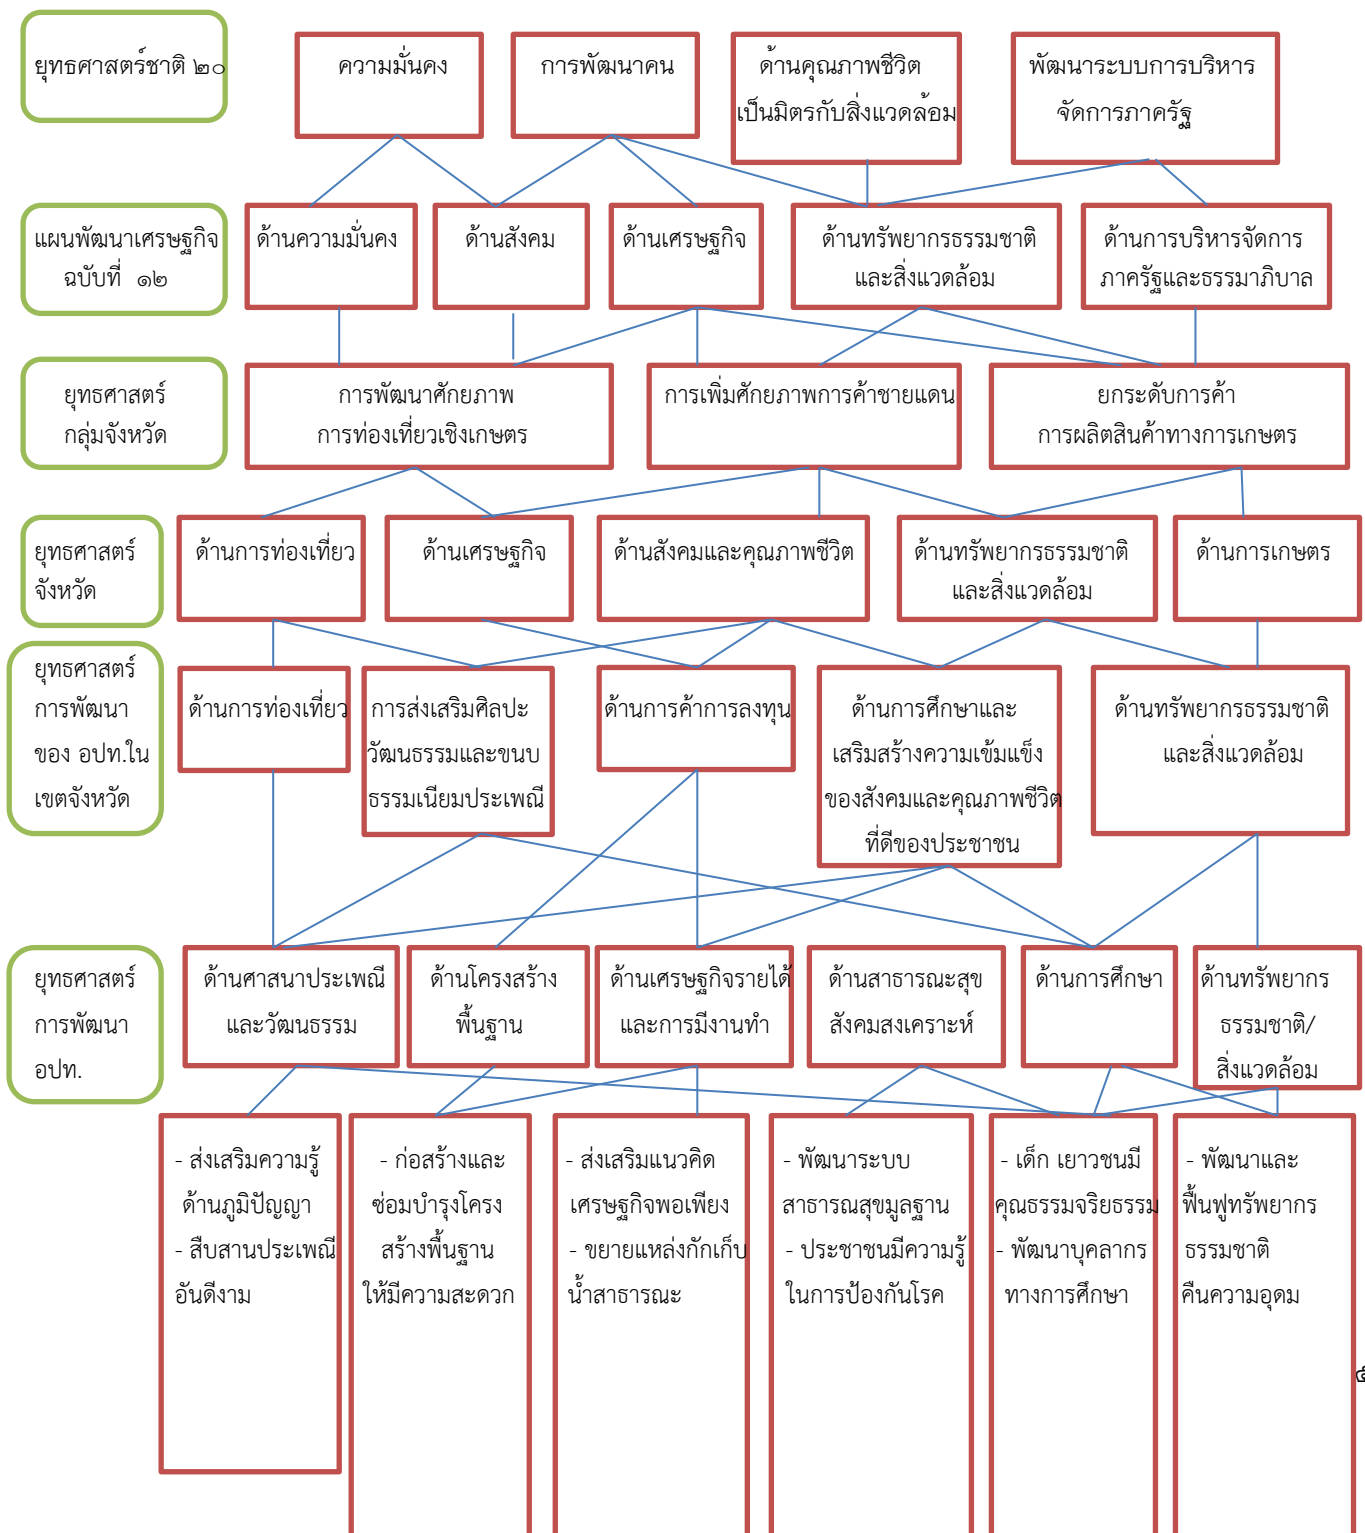 ยุทธศาสตร์ชาติ ๒๐
ความมั่นคง
การพัฒนาคน
ด้านคุณภาพชีวิต
เป็นมิตรกับสิ่งแวดล้อม
พัฒนาระบบการบริหาร
จัดการภาครัฐ
แผนพัฒนาเศรษฐกิจ
ฉบับที่ ๑๒
ด้านความมั่นคง
ด้านสังคม
ด้านเศรษฐกิจ
ด้านทรัพยากรธรรมชาติ
และสิ่งแวดล้อม
ด้านการบริหารจัดการ
ภาครัฐและธรรมาภิบาล
ยุทธศาสตร์
กลุ่มจังหวัด
การพัฒนาศักยภาพ
การท่องเที่ยวเชิงเกษตร
การเพิ่มศักยภาพการค้าชายแดน
ยกระดับการค้า
การผลิตสินค้าทางการเกษตร
ยุทธศาสตร์
จังหวัด
ด้านการท่องเที่ยว
ด้านเศรษฐกิจ
ด้านสังคมและคุณภาพชีวิต
ด้านทรัพยากรธรรมชาติ
และสิ่งแวดล้อม
ด้านการเกษตร
ยุทธศาสตร์
การพัฒนา
ของ อปท.ใน
เขตจังหวัด
ด้านการท่องเที่ยว
การส่งเสริมศิลปะ
วัฒนธรรมและขนบ
ธรรมเนียมประเพณี
ด้านการค้าการลงทุน
ด้านการศึกษาและ
เสริมสร้างความเข้มแข็ง
ของสังคมและคุณภาพชีวิต
ที่ดีของประชาชน
ด้านทรัพยากรธรรมชาติ
และสิ่งแวดล้อม
ยุทธศาสตร์
การพัฒนา
อปท.
ด้านศาสนาประเพณี
และวัฒนธรรม
ด้านโครงสร้าง
พื้นฐาน
ด้านเศรษฐกิจรายได้
และการมีงานทำ
ด้านสาธารณะสุข
สังคมสงเคราะห์
ด้านการศึกษา
ด้านทรัพยากร
ธรรมชาติ/
สิ่งแวดล้อม
- ส่งเสริมความรู้
ด้านภูมิปัญญา
- สืบสานประเพณี
อันดีงาม
- ก่อสร้างและ
ซ่อมบำรุงโครง
สร้างพื้นฐาน
ให้มีความสะดวก
- ส่งเสริมแนวคิด
เศรษฐกิจพอเพียง
- ขยายแหล่งกักเก็บ
น้ำสาธารณะ
- พัฒนาระบบ
สาธารณสุขมูลฐาน
- ประชาชนมีความรู้
ในการป้องกันโรค
- เด็ก เยาวชนมี
คุณธรรมจริยธรรม
- พัฒนาบุคลากร
ทางการศึกษา
- พัฒนาและ
ฟื้นฟูทรัพยากร
ธรรมชาติ
คืนความอุดม